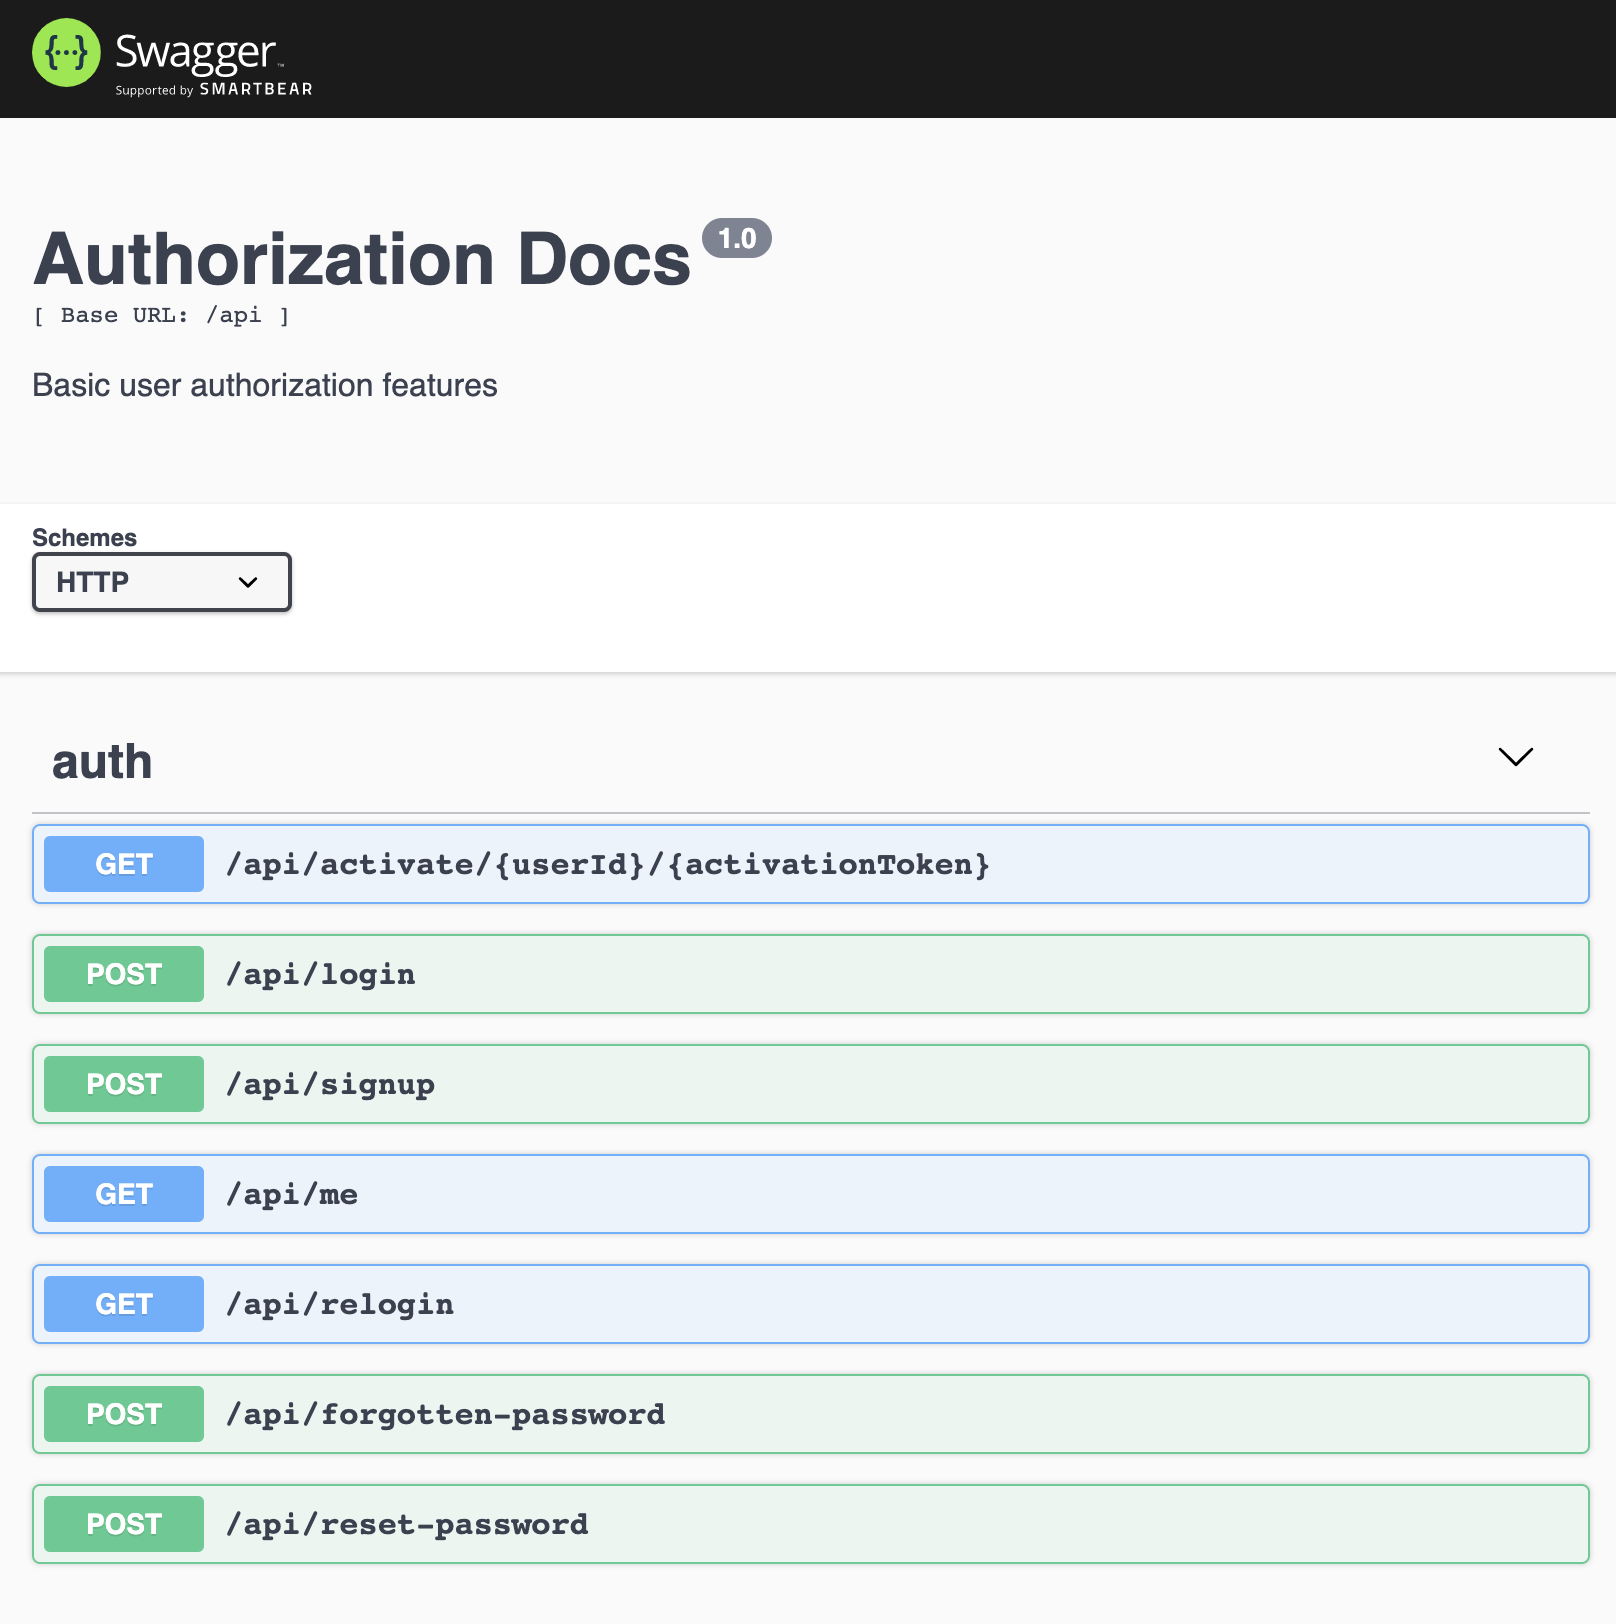 {···} Swagger™
Supported by SMARTBEAR
Authorization Docs 1.0
[ Base URL: /api ]
Basic user authorization features
Schemes
HTTP
auth
GET /api/activate/{userId}/{activationToken}
POST /api/login
POST /api/signup
GET /api/me
GET /api/relogin
POST /api/forgotten-password
POST /api/reset-password